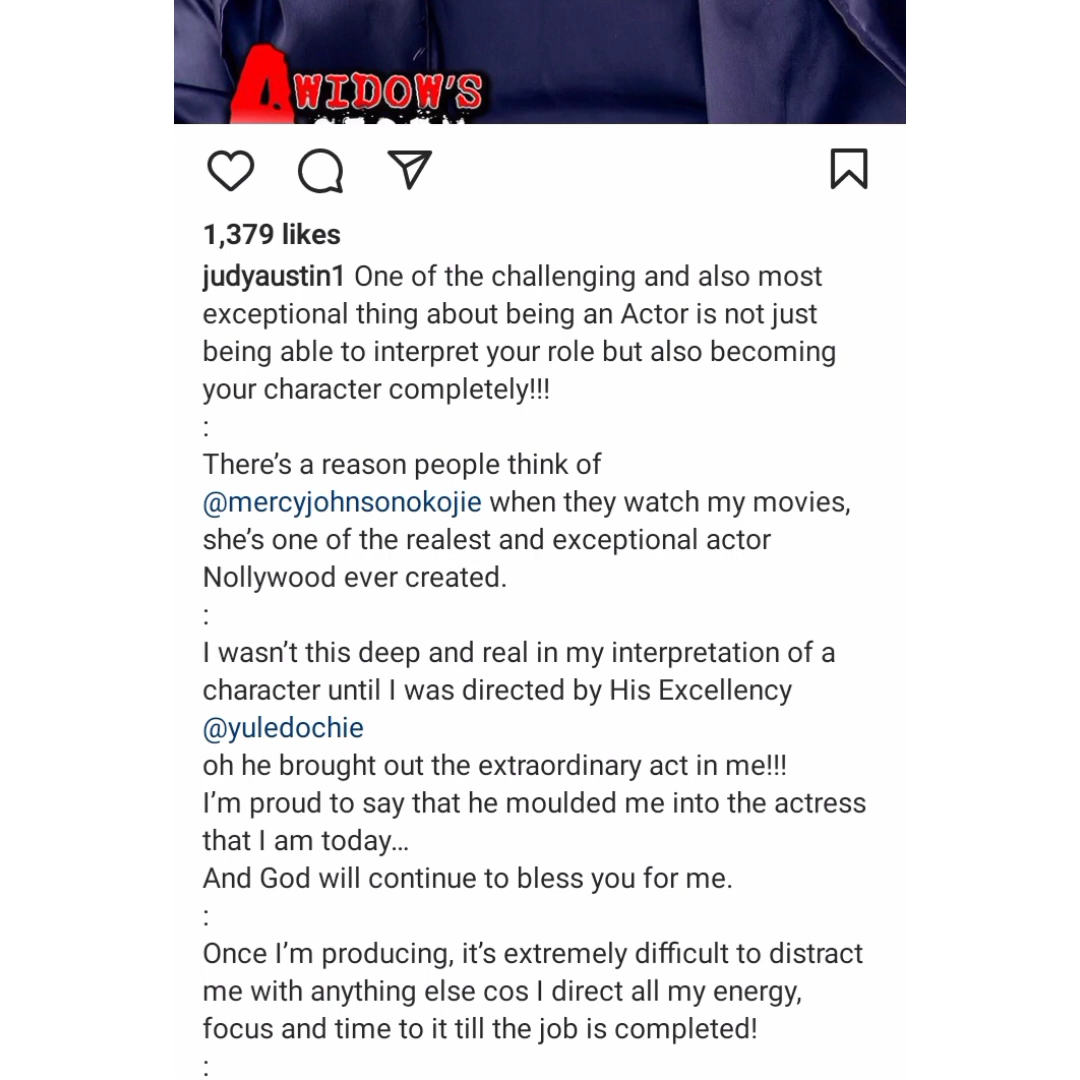 A WIDOW'S
1,379 likes
judyaustin1 One of the challenging and also most
exceptional thing about being an Actor is not just
being able to interpret your role but also becoming
your character completely!!!
:
There's a reason people think of
@mercyjohnsonokojie when they watch my movies,
she's one of the realest and exceptional actor
Nollywood ever created.
:
I wasn't this deep and real in my interpretation of a
character until I was directed by His Excellency
@yuledochie
oh he brought out the extraordinary act in me!!!
I'm proud to say that he moulded me into the actress
that I am today…
And God will continue to bless you for me.
:
Once I'm producing, it's extremely difficult to distract
me with anything else cos I direct all my energy,
focus and time to it till the job is completed!
: